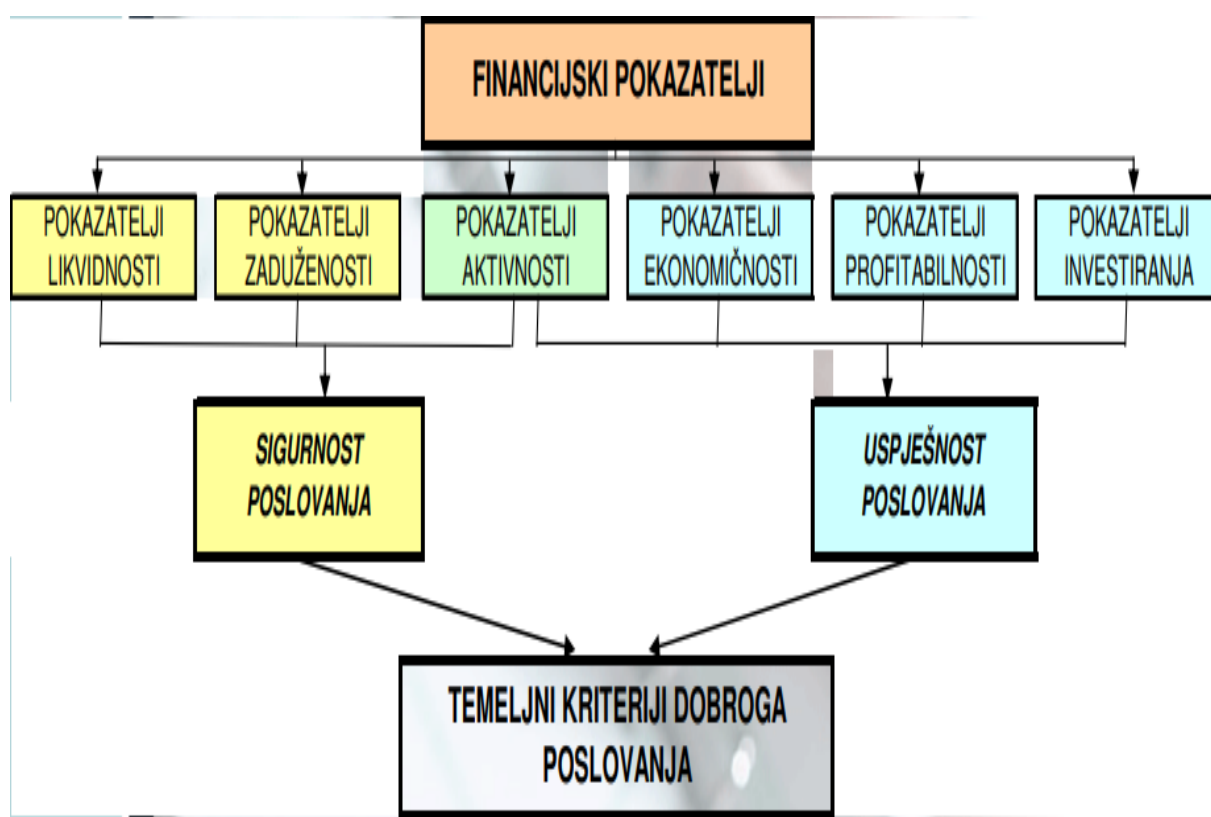 FINANCIJSKI POKAZATELJI
POKAZATELJI
LIKVIDNOSTI
POKAZATELJI
ZADUŽENOSTI
POKAZATELJI
AKTIVNOSTI
POKAZATELJI
EKONOMIČNOSTI
POKAZATELJI
PROFITABILNOSTI
POKAZATELJI
INVESTIRANJA
SIGURNOST
POSLOVANJA
USPJEŠNOST
POSLOVANJA
TEMELJNI KRITERIJI DOBROGA
POSLOVANJA